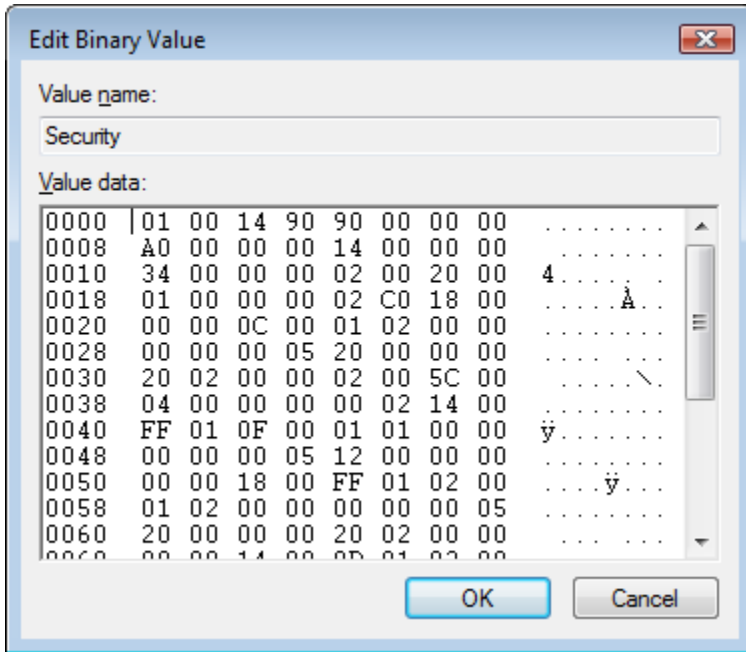 Edit Binary Value
Value name:
Security
Value data:
0000 01 00 14 90 90 00 00 00 ........
0008 A0 00 00 00 14 00 00 00  .......
0010 34 00 00 00 02 00 20 00 4..... .
0018 01 00 00 00 02 C0 18 00 .....À..
0020 00 00 0C 00 01 02 00 00 ........
0028 00 00 00 05 20 00 00 00 .... ...
0030 20 02 00 00 02 00 5C 00  .....\.
0038 04 00 00 00 00 02 14 00 ........
0040 FF 01 0F 00 01 01 00 00 ÿ.......
0048 00 00 00 05 12 00 00 00 ........
0050 00 00 18 00 FF 01 02 00 ....ÿ...
0058 01 02 00 00 00 00 00 05 ........
0060 20 00 00 00 20 02 00 00  ... ...
OK Cancel